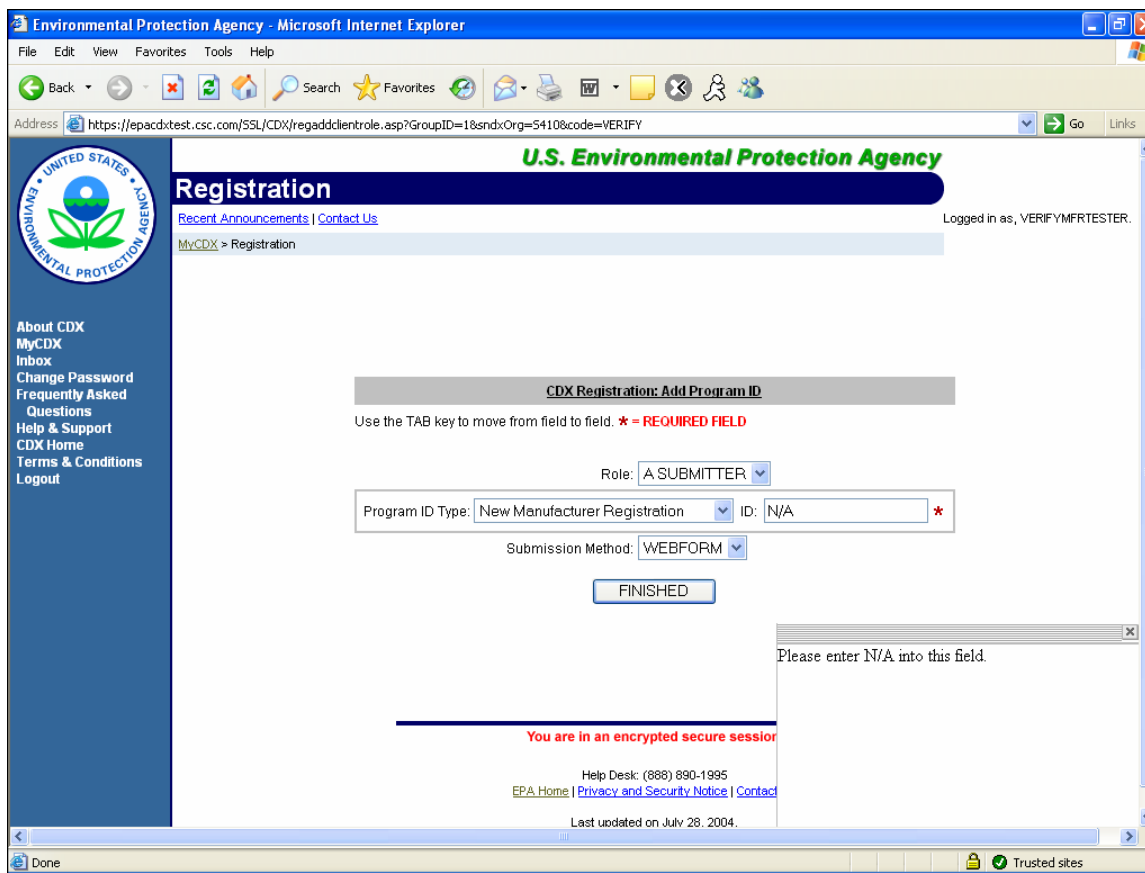 Environmental Protection Agency - Microsoft Internet Explorer
File Edit View Favorites Tools Help
Back Search Favorites
Address https://epacdxtest.csc.com/SSL/CDX/regaddclientrole.asp?GroupID=1&sndxOrg=5410&code=VERIFY Go Links
UNITED STATES ENVIRONMENTAL PROTECTION AGENCY
U.S. Environmental Protection Agency
Registration
Recent Announcements | Contact Us
Logged in as, VERIFYMFRTESTER.
MyCDX > Registration
About CDX
MyCDX
Inbox
Change Password
Frequently Asked
Questions
Help & Support
CDX Home
Terms & Conditions
Logout
CDX Registration: Add Program ID
Use the TAB key to move from field to field. * = REQUIRED FIELD
Role: A SUBMITTER
Program ID Type: New Manufacturer Registration ID: N/A *
Submission Method: WEBFORM
FINISHED
Please enter N/A into this field.
You are in an encrypted secure session
Help Desk: (888) 890-1995
EPA Home | Privacy and Security Notice | Contact
Last updated on July 28, 2004.
Done Trusted sites